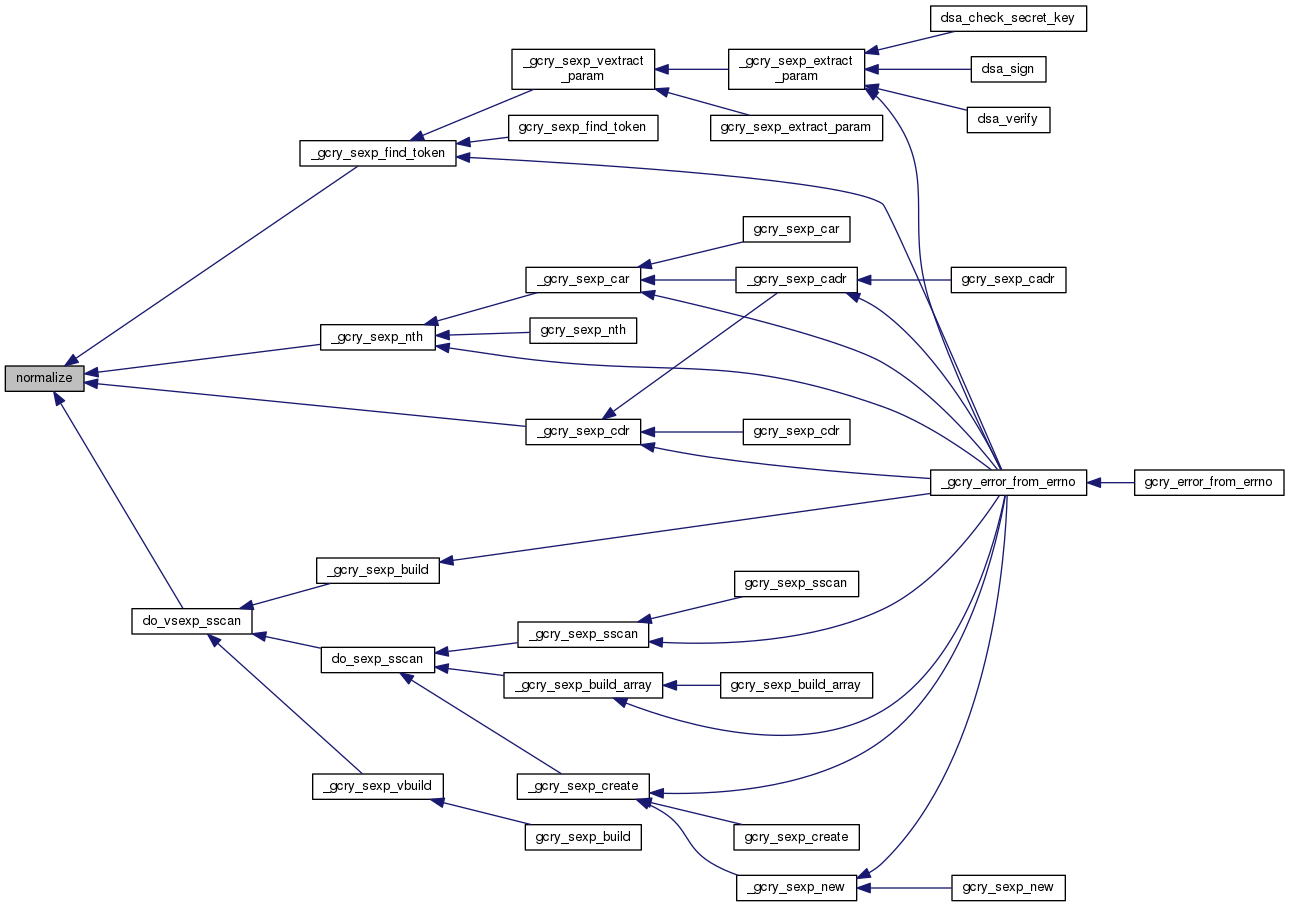 dsa_check_secret_key
_gcry_sexp_vextract
_param
_gcry_sexp_extract
_param
dsa_sign
gcry_sexp_find_token
gcry_sexp_extract_param
dsa_verify
_gcry_sexp_find_token
gcry_sexp_car
_gcry_sexp_car
_gcry_sexp_cadr
gcry_sexp_cadr
_gcry_sexp_nth
gcry_sexp_nth
normalize
_gcry_sexp_cdr
gcry_sexp_cdr
_gcry_error_from_errno
gcry_error_from_errno
_gcry_sexp_build
gcry_sexp_sscan
do_vsexp_sscan
_gcry_sexp_sscan
do_sexp_sscan
_gcry_sexp_build_array
gcry_sexp_build_array
_gcry_sexp_vbuild
_gcry_sexp_create
gcry_sexp_build
gcry_sexp_create
_gcry_sexp_new
gcry_sexp_new